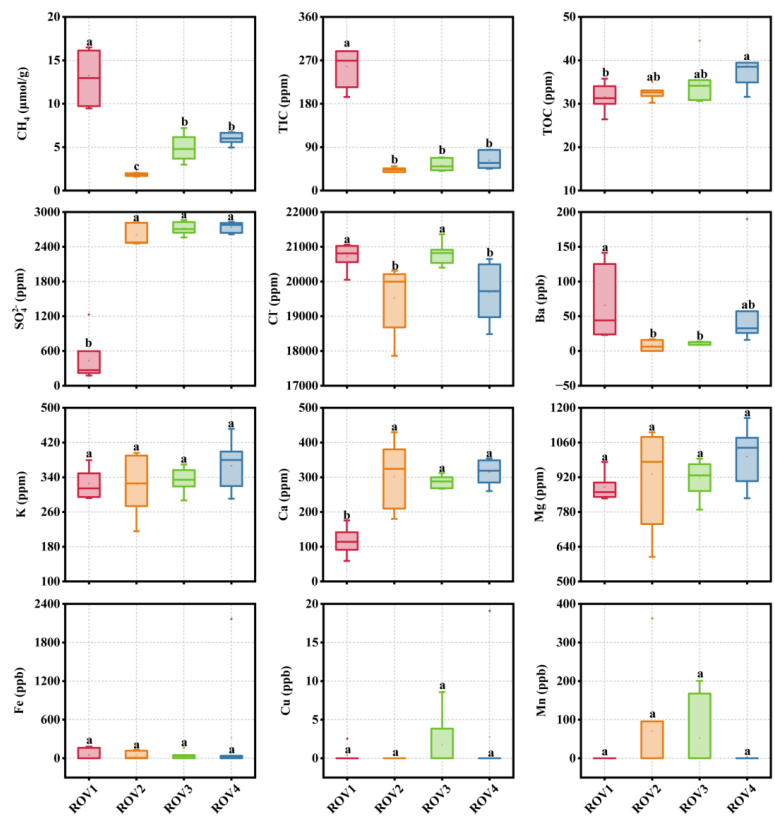 CH₄ (μmol/g)
20
15
10
5
0
a
c
b
b
TIC (ppm)
360
270
180
90
0
a
b
b
b
TOC (ppm)
50
40
30
20
10
b
ab
ab
a
SO₄²⁻ (ppm)
3000
2400
1800
1200
600
0
b
a
a
a
Cl⁻ (ppm)
22000
21000
20000
19000
18000
17000
a
b
a
b
Ba (ppb)
200
150
100
50
0
−50
a
b
b
ab
K (ppm)
500
420
340
260
180
100
a
a
a
a
Ca (ppm)
500
400
300
200
100
0
b
a
a
a
Mg (ppm)
1200
1060
920
780
640
500
a
a
a
a
Fe (ppb)
2400
1800
1200
600
0
a
a
a
a
ROV1
ROV2
ROV3
ROV4
Cu (ppb)
20
15
10
5
0
a
a
a
a
ROV1
ROV2
ROV3
ROV4
Mn (ppb)
400
300
200
100
0
a
a
a
a
ROV1
ROV2
ROV3
ROV4